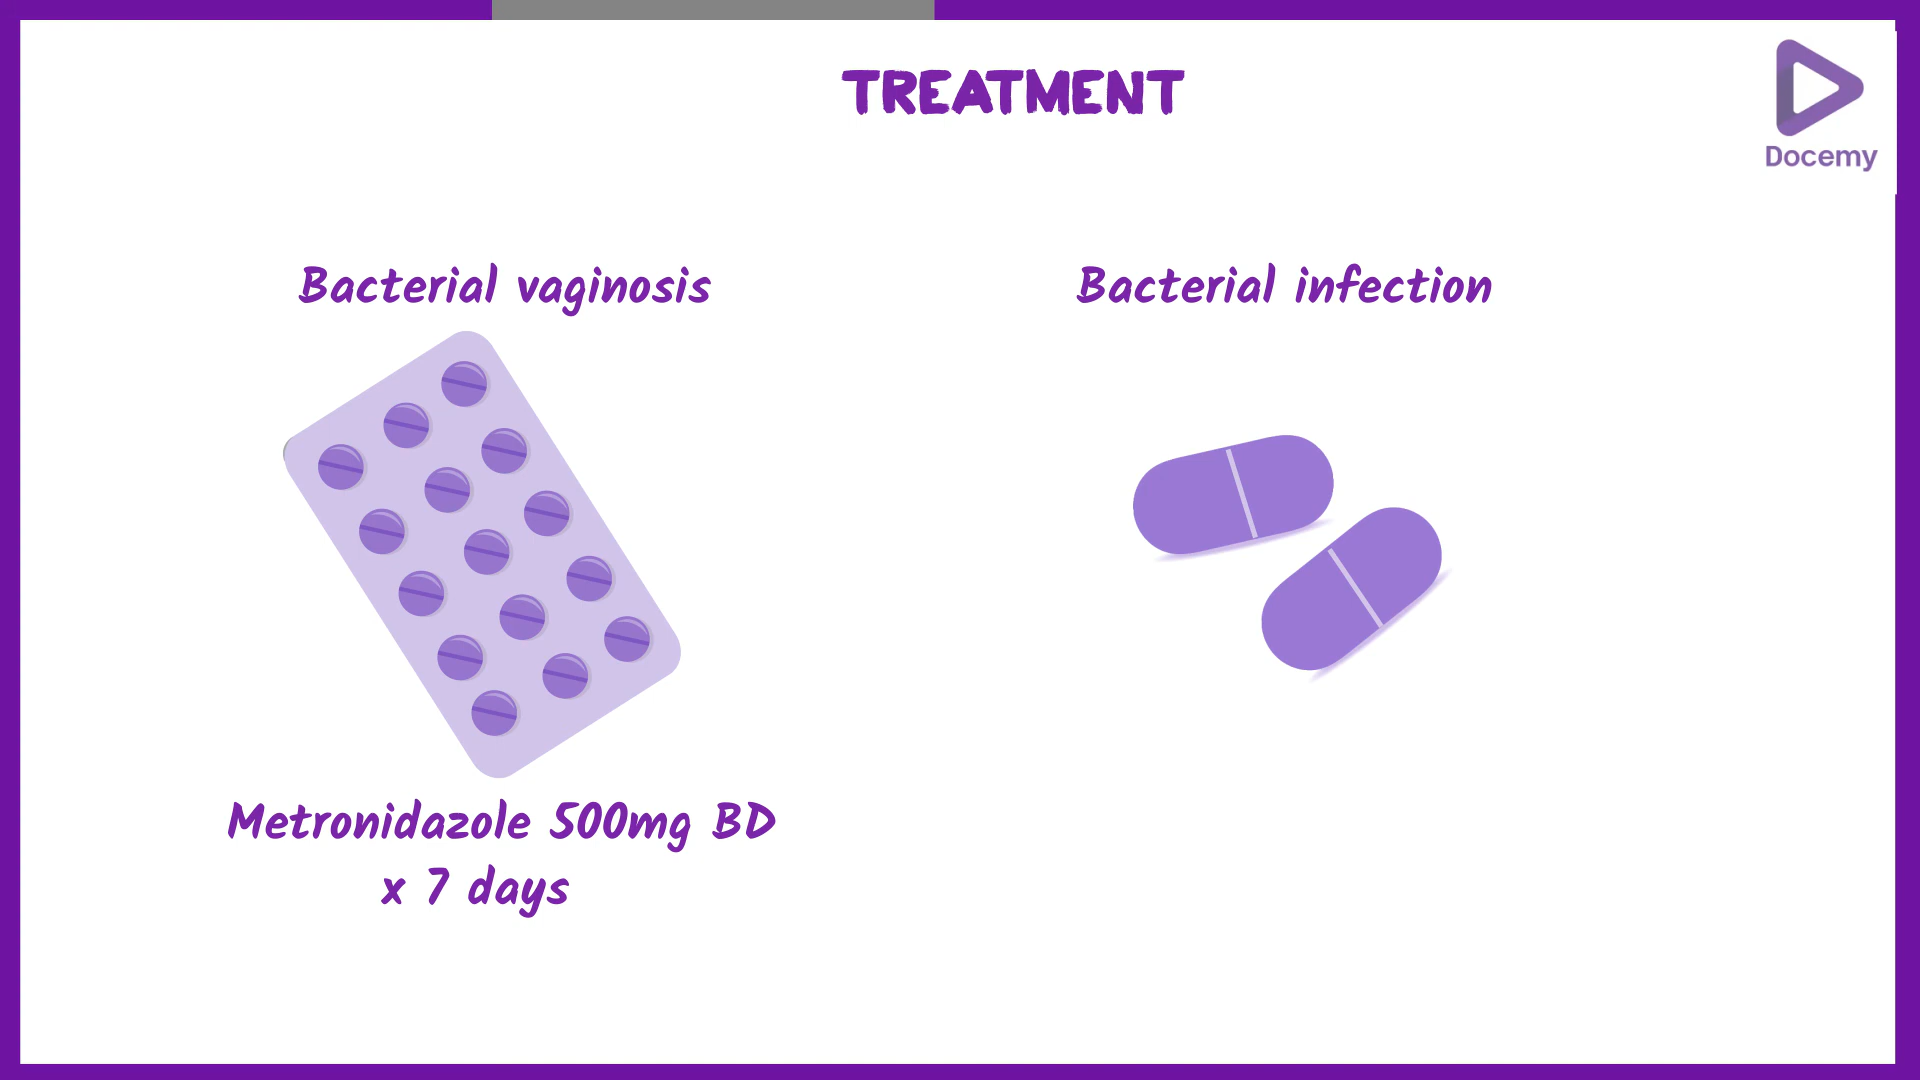 TREATMENT
Docemy
Bacterial vaginosis
Bacterial infection
Metronidazole 500mg BD
x 7 days